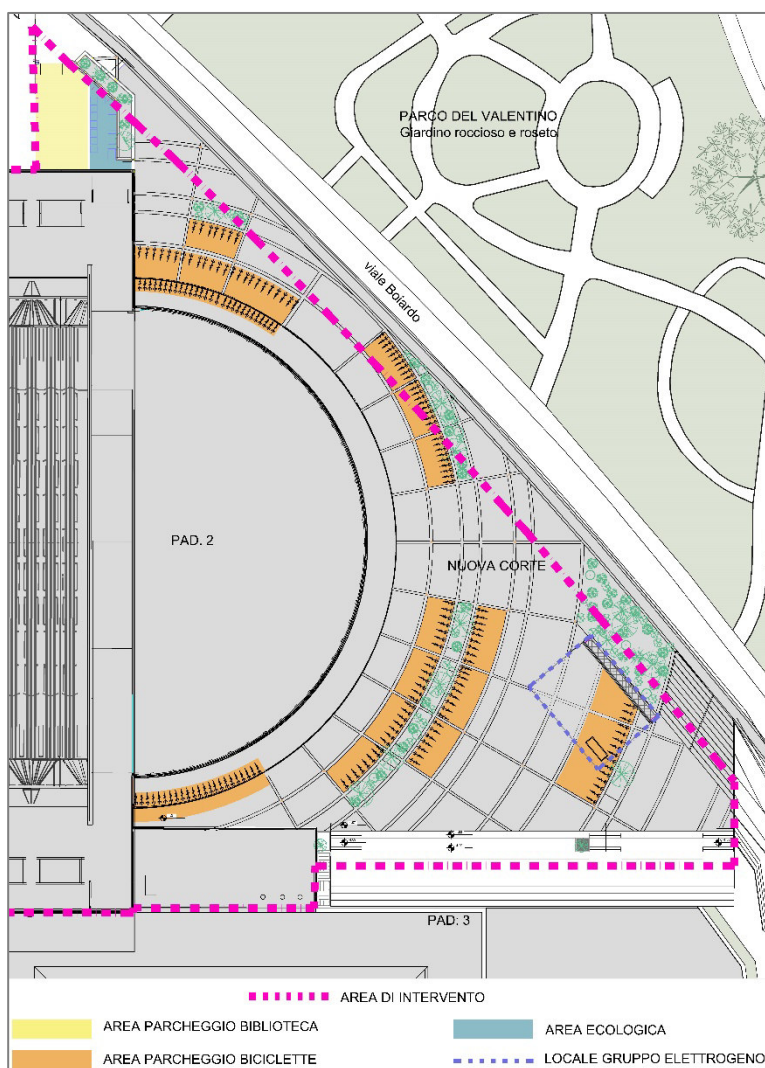 PARCO DEL VALENTINO
Giardino roccioso e roseto
viale Boiardo
PAD. 2
NUOVA CORTE
PAD: 3
AREA DI INTERVENTO
AREA PARCHEGGIO BIBLIOTECA
AREA ECOLOGICA
AREA PARCHEGGIO BICICLETTE
LOCALE GRUPPO ELETTROGENO